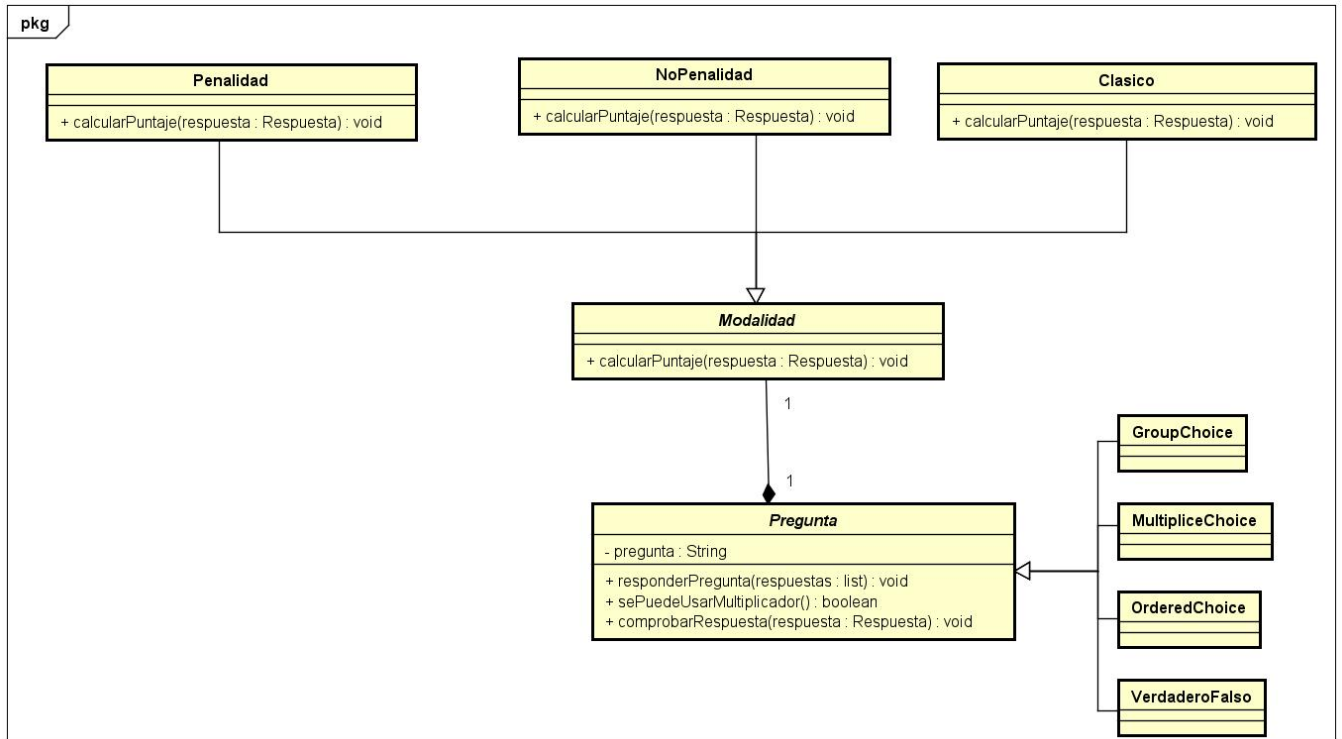 pkg
Penalidad
+ calcularPuntaje(respuesta : Respuesta) : void
NoPenalidad
+ calcularPuntaje(respuesta : Respuesta) : void
Clasico
+ calcularPuntaje(respuesta : Respuesta) : void
Modalidad
+ calcularPuntaje(respuesta : Respuesta) : void
1
1
Pregunta
- pregunta : String
+ responderPregunta(respuestas : list) : void
+ sePuedeUsarMultiplicador() : boolean
+ comprobarRespuesta(respuesta : Respuesta) : void
GroupChoice
MultipliceChoice
OrderedChoice
VerdaderoFalso